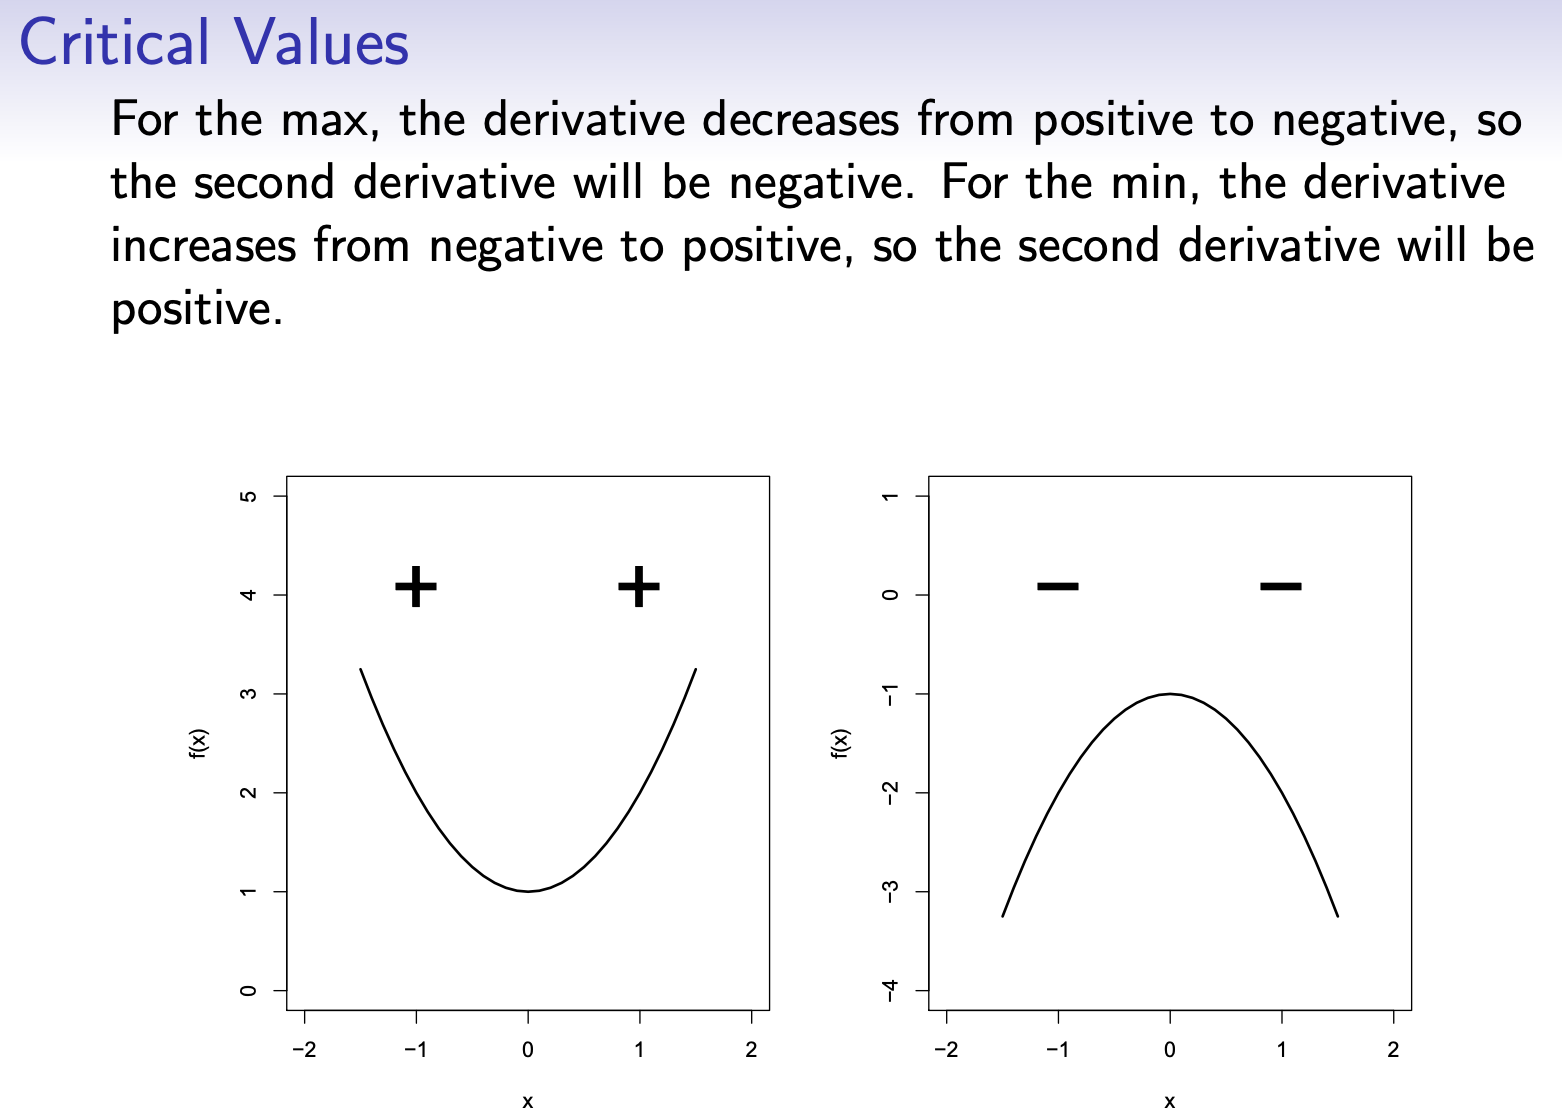 Critical Values
For the max, the derivative decreases from positive to negative, so
the second derivative will be negative. For the min, the derivative
increases from negative to positive, so the second derivative will be
positive.
+ +
5
4
3
2
1
0
f(x)
−2 −1 0 1 2
x
− −
1
0
−1
−2
−3
−4
f(x)
−2 −1 0 1 2
x